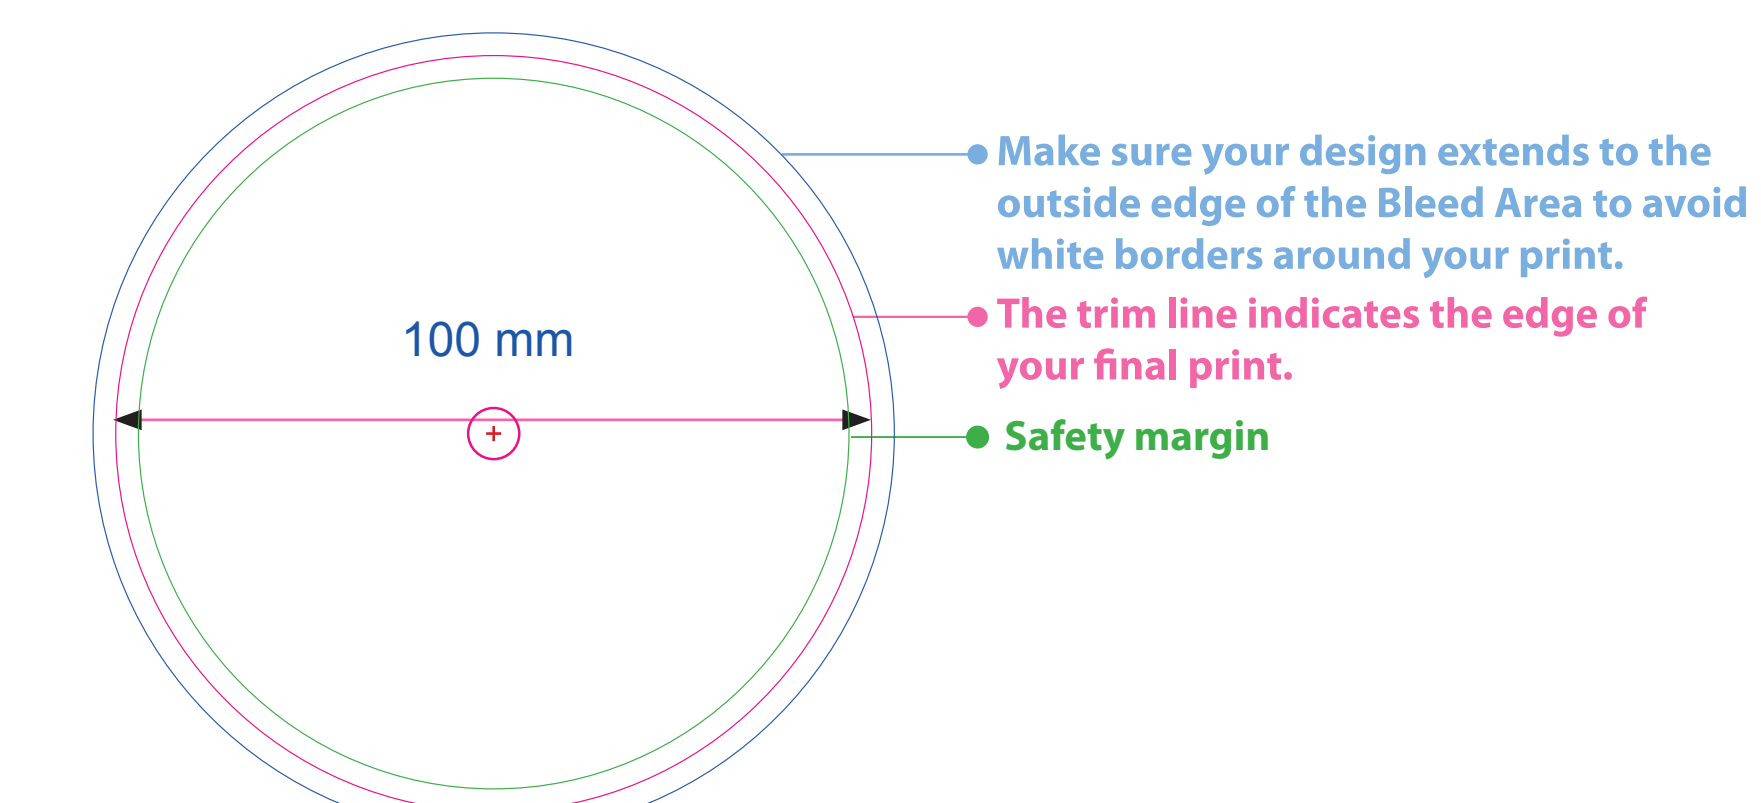 Make sure your design extends to the
outside edge of the Bleed Area to avoid
white borders around your print.
The trim line indicates the edge of
your final print.
100 mm
Safety margin